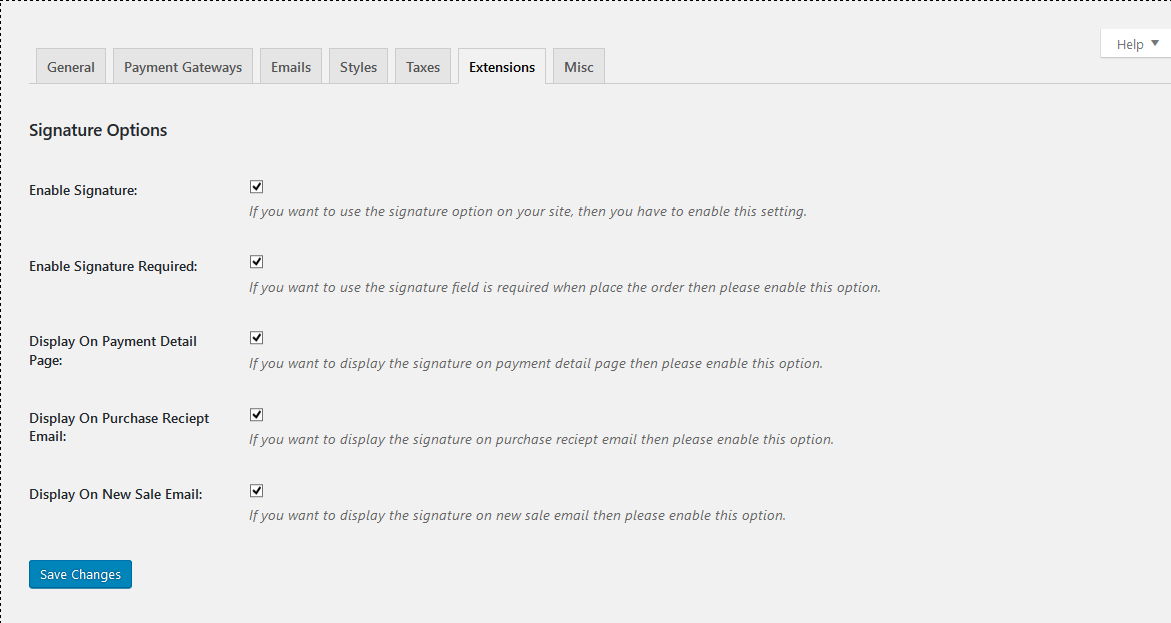 Help
General Payment Gateways Emails Styles Taxes Extensions Misc
Signature Options
Enable Signature:
If you want to use the signature option on your site, then you have to enable this setting.
Enable Signature Required:
If you want to use the signature field is required when place the order then please enable this option.
Display On Payment Detail
Page:
If you want to display the signature on payment detail page then please enable this option.
Display On Purchase Reciept
Email:
If you want to display the signature on purchase reciept email then please enable this option.
Display On New Sale Email:
If you want to display the signature on new sale email then please enable this option.
Save Changes